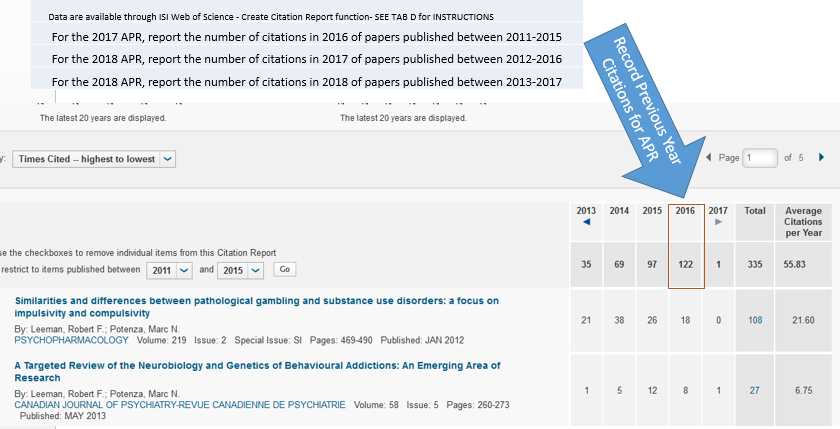 Data are available through ISI Web of Science - Create Citation Report function- SEE TAB D for INSTRUCTIONS
For the 2017 APR, report the number of citations in 2016 of papers published between 2011-2015
For the 2018 APR, report the number of citations in 2017 of papers published between 2012-2016
For the 2018 APR, report the number of citations in 2018 of papers published between 2013-2017
Record Previous Year
Citations for APR
The latest 20 years are displayed. The latest 20 years are displayed.
y: Times Cited -- highest to lowest Page 1 of 5
2013 2014 2015 2016 2017 Total Average
Citations
per Year
se the checkboxes to remove individual items from this Citation Report
restrict to items published between 2011 and 2015 Go
35 69 97 122 1 335 55.83
Similarities and differences between pathological gambling and substance use disorders: a focus on
impulsivity and compulsivity
By: Leeman, Robert F.; Potenza, Marc N.
PSYCHOPHARMACOLOGY Volume: 219 Issue: 2 Special Issue: SI Pages: 469-490 Published: JAN 2012
21 38 26 18 0 108 21.60
A Targeted Review of the Neurobiology and Genetics of Behavioural Addictions: An Emerging Area of
Research
By: Leeman, Robert F.; Potenza, Marc N.
CANADIAN JOURNAL OF PSYCHIATRY-REVUE CANADIENNE DE PSYCHIATRIE Volume: 58 Issue: 5 Pages: 260-273
Published: MAY 2013
1 5 12 8 1 27 6.75